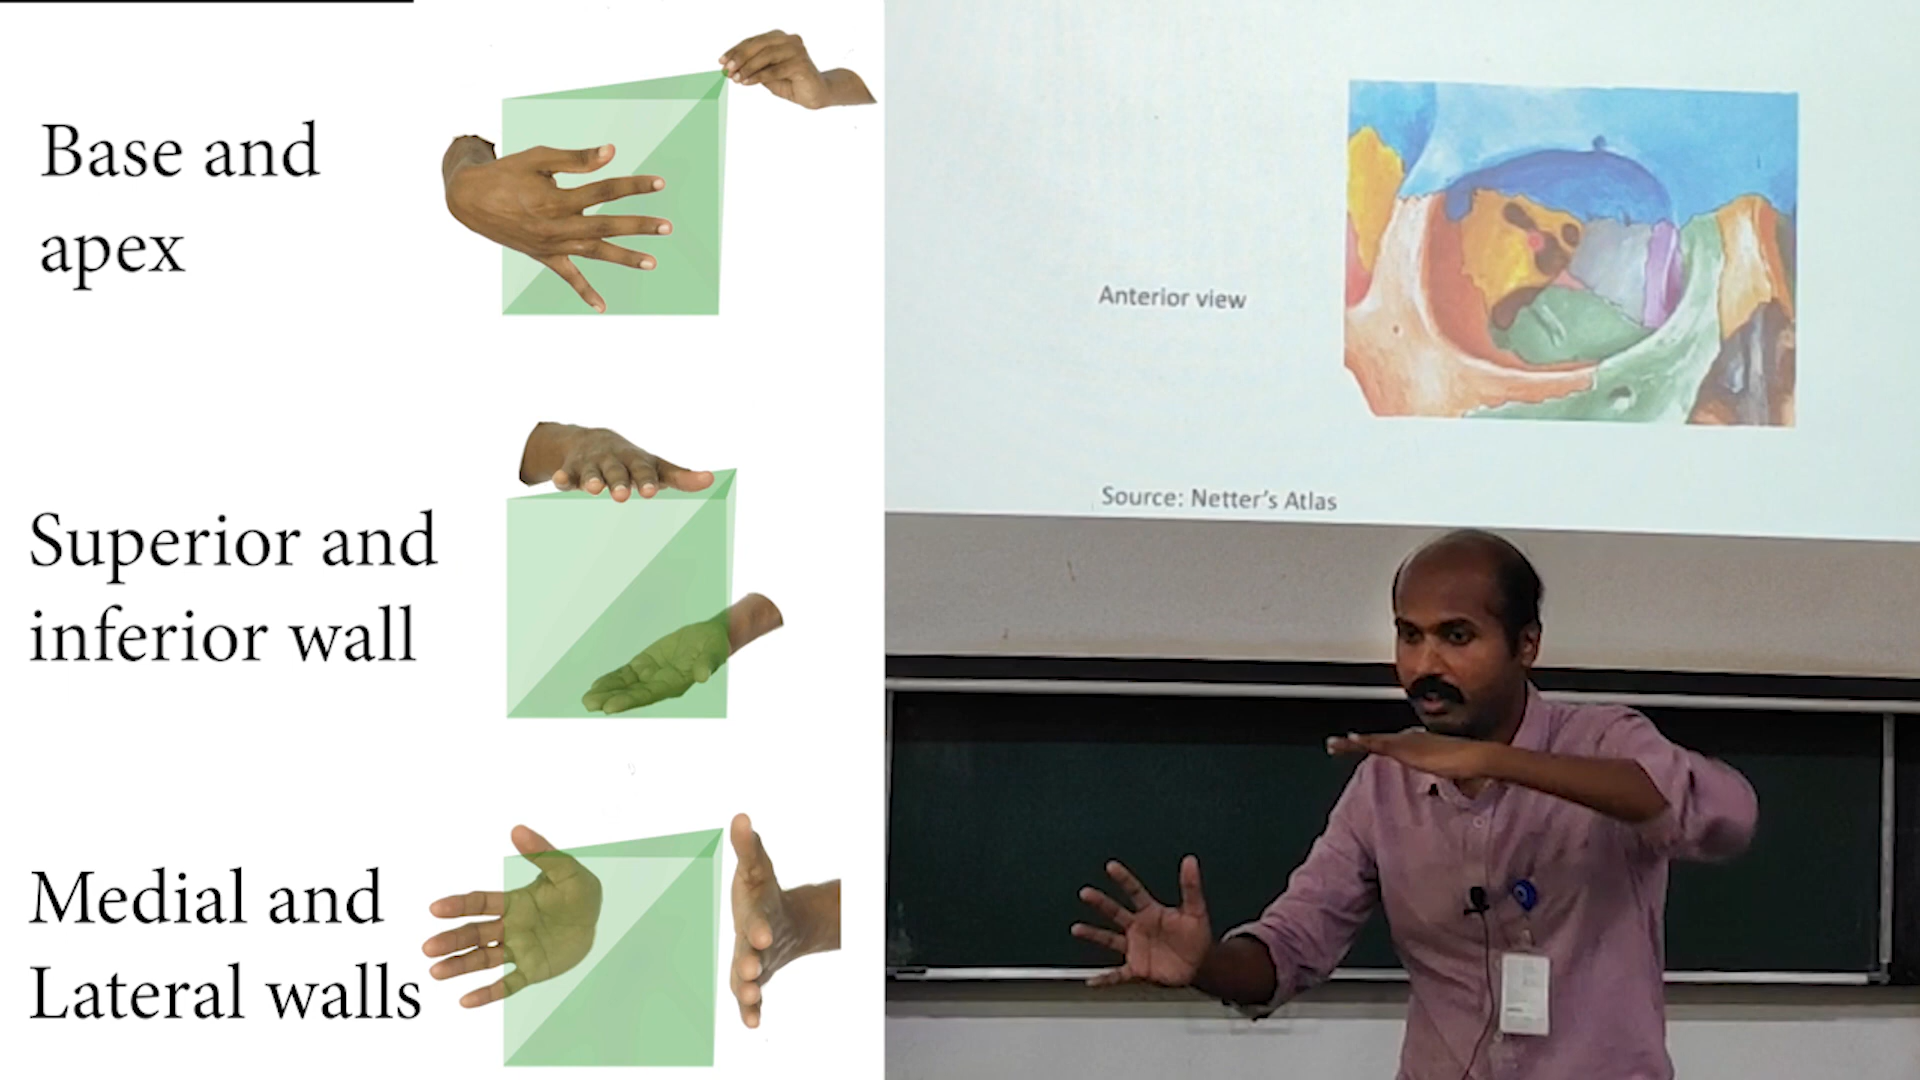 Base and
apex
Superior and
inferior wall
Medial and
Lateral walls
Anterior view
Source: Netter's Atlas